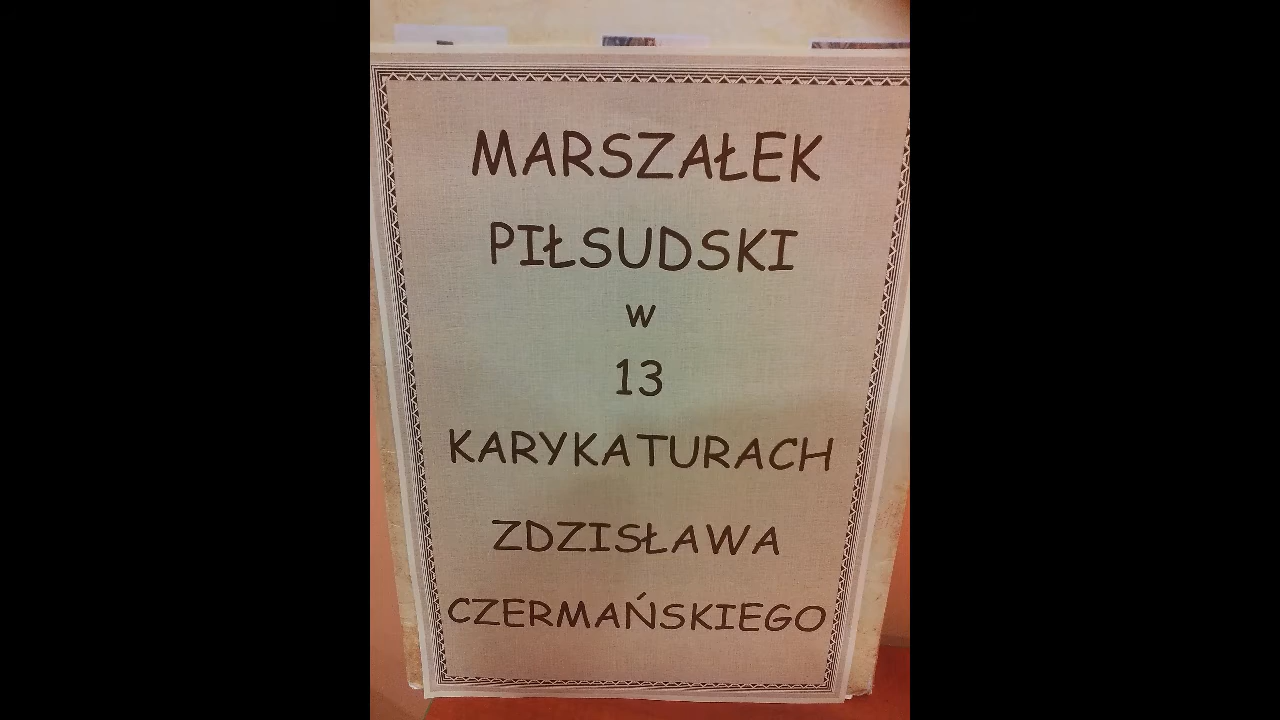 MARSZAŁEK
PIŁSUDSKI
w
13
KARYKATURACH
ZDZISŁAWA
CZERMAŃSKIEGO